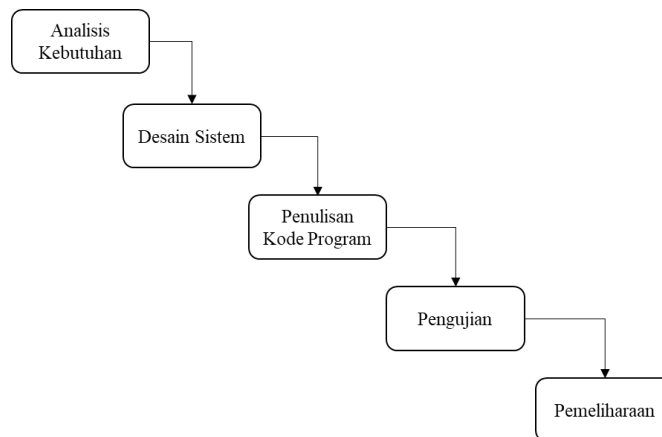 Analisis
Kebutuhan
Desain Sistem
Penulisan
Kode Program
Pengujian
Pemeliharaan